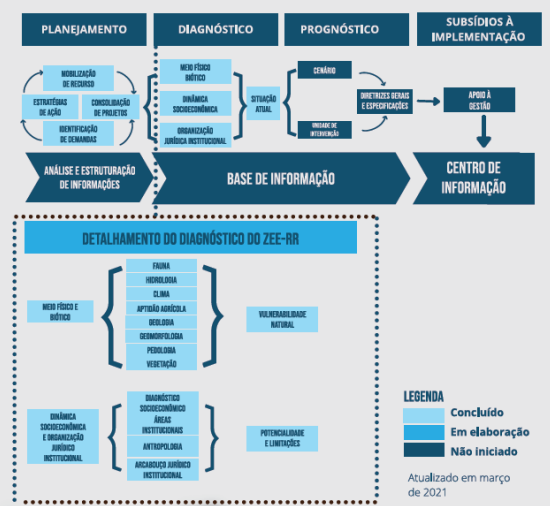 PLANEJAMENTO
DIAGNÓSTICO
PROGNÓSTICO
SUBSÍDIOS À
IMPLEMENTAÇÃO
MOBILIZAÇÃO
DE RECURSO
ESTRATÉGIAS
DE AÇÃO
CONSOLIDAÇÃO
DE PROJETOS
IDENTIFICAÇÃO
DE DEMANDAS
MEIO FÍSICO
BIÓTICO
DINÂMICA
SOCIOECONÔMICA
ORGANIZAÇÃO
JURÍDICA INSTITUCIONAL
SITUAÇÃO
ATUAL
CENÁRIO
UNIDADE DE
INTERVENÇÃO
DIRETRIZES GERAIS
E ESPECIFICAÇÕES
APOIO À
GESTÃO
ANÁLISE E ESTRUTURAÇÃO
DE INFORMAÇÕES
BASE DE INFORMAÇÃO
CENTRO DE
INFORMAÇÃO
DETALHAMENTO DO DIAGNÓSTICO DO ZEE-RR
MEIO FÍSICO E
BIÓTICO
FAUNA
HIDROLOGIA
CLIMA
APTIDÃO AGRÍCOLA
GEOLOGIA
GEOMORFOLOGIA
PEDOLOGIA
VEGETAÇÃO
VULNERABILIDADE
NATURAL
DINÂMICA
SOCIOECONÔMICA
E ORGANIZAÇÃO
JURÍDICO
INSTITUCIONAL
DIAGNÓSTICO
SOCIOECONÔMICO
ÁREAS
INSTITUCIONAIS
ANTROPOLOGIA
ARCABOUÇO JURÍDICO
INSTITUCIONAL
POTENCIALIDADE
E LIMITAÇÕES
LEGENDA
Concluído
Em elaboração
Não iniciado
Atualizado em março
de 2021